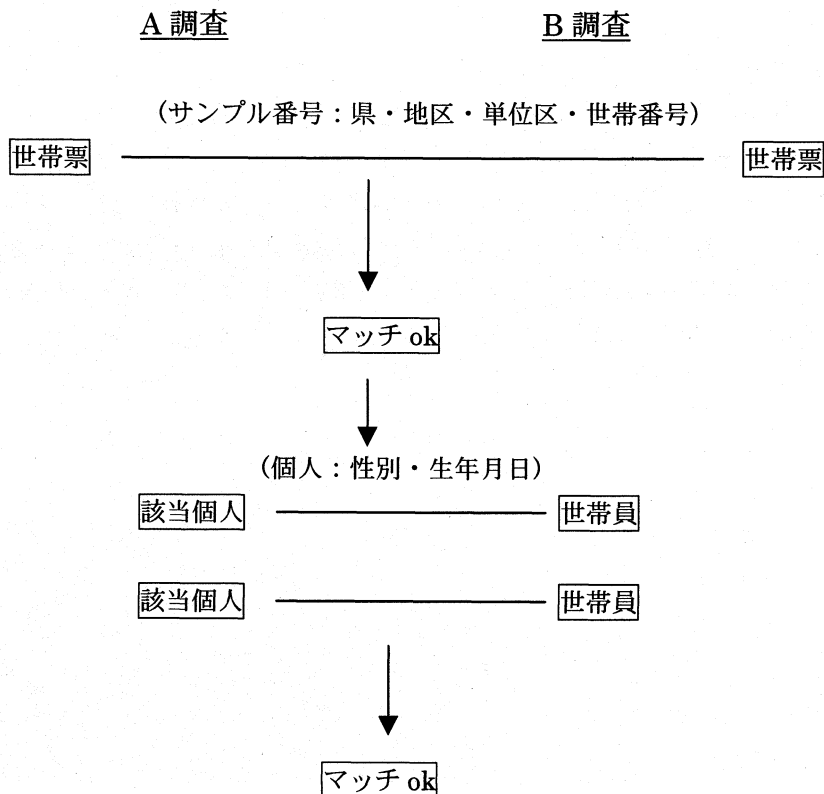 A 調査 B 調査
(サンプル番号：県・地区・単位区・世帯番号)
世帯票 世帯票
マッチ ok
(個人：性別・生年月日)
該当個人 世帯員
該当個人 世帯員
マッチ ok